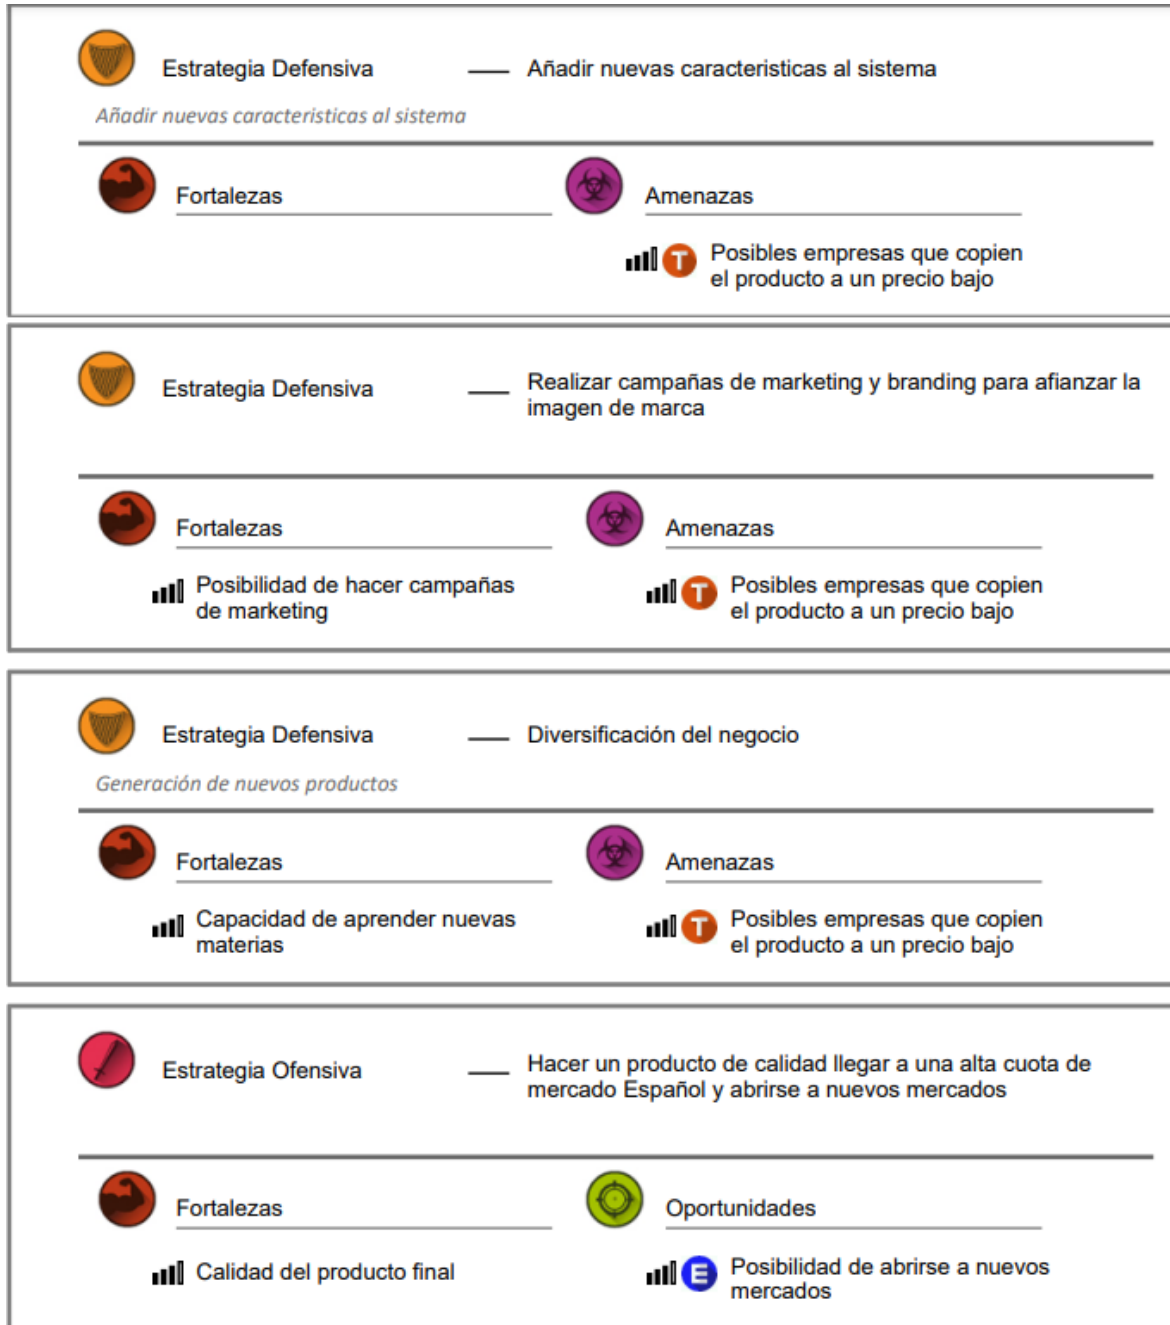 Estrategia Defensiva — Añadir nuevas caracteristicas al sistema
Añadir nuevas caracteristicas al sistema
Fortalezas
Amenazas
T Posibles empresas que copien
el producto a un precio bajo
Estrategia Defensiva — Realizar campañas de marketing y branding para afianzar la
imagen de marca
Fortalezas
Posibilidad de hacer campañas
de marketing
Amenazas
T Posibles empresas que copien
el producto a un precio bajo
Estrategia Defensiva — Diversificación del negocio
Generación de nuevos productos
Fortalezas
Capacidad de aprender nuevas
materias
Amenazas
T Posibles empresas que copien
el producto a un precio bajo
Estrategia Ofensiva — Hacer un producto de calidad llegar a una alta cuota de
mercado Español y abrirse a nuevos mercados
Fortalezas
Calidad del producto final
Oportunidades
E Posibilidad de abrirse a nuevos
mercados